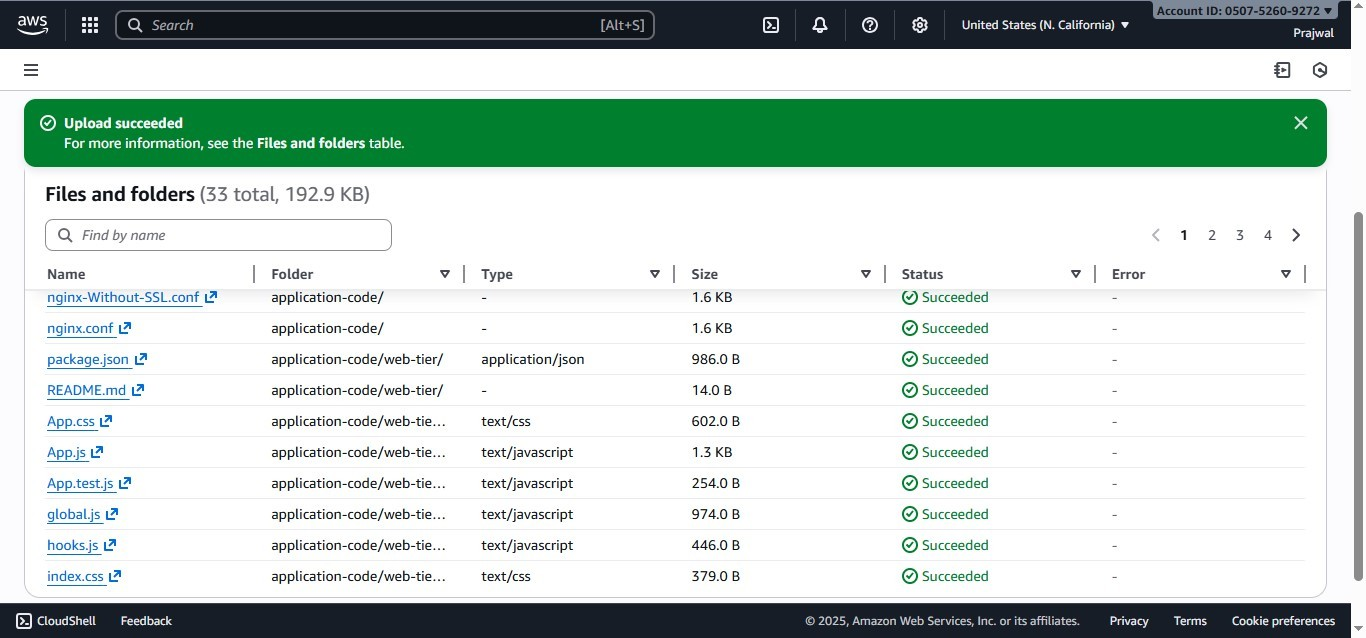 aws Search [Alt+S] United States (N. California) ▼ Account ID: 0507-5260-9272 ▼
Prajwal
Upload succeeded
For more information, see the Files and folders table.
Files and folders (33 total, 192.9 KB)
Find by name 1 2 3 4
Name Folder Type Size Status Error
nginx-Without-SSL.conf application-code/ - 1.6 KB Succeeded -
nginx.conf application-code/ - 1.6 KB Succeeded -
package.json application-code/web-tier/ application/json 986.0 B Succeeded -
README.md application-code/web-tier/ - 14.0 B Succeeded -
App.css application-code/web-tie... text/css 602.0 B Succeeded -
App.js application-code/web-tie... text/javascript 1.3 KB Succeeded -
App.test.js application-code/web-tie... text/javascript 254.0 B Succeeded -
global.js application-code/web-tie... text/javascript 974.0 B Succeeded -
hooks.js application-code/web-tie... text/javascript 446.0 B Succeeded -
index.css application-code/web-tie... text/css 379.0 B Succeeded -
CloudShell Feedback © 2025, Amazon Web Services, Inc. or its affiliates. Privacy Terms Cookie preferences